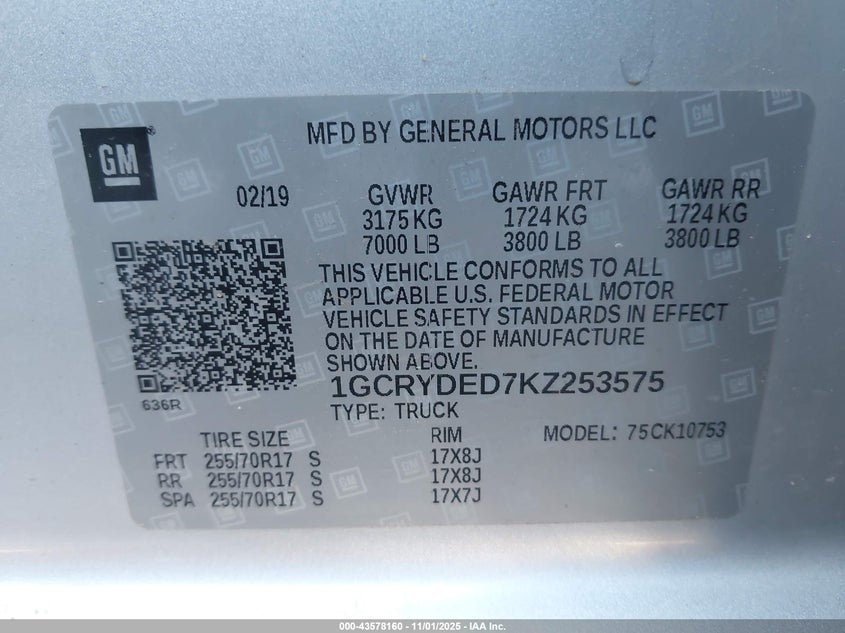 MFD BY GENERAL MOTORS LLC
GM
02/19 GVWR GAWR FRT GAWR RR
3175 KG 1724 KG 1724 KG
7000 LB 3800 LB 3800 LB
THIS VEHICLE CONFORMS TO ALL
APPLICABLE U.S. FEDERAL MOTOR
VEHICLE SAFETY STANDARDS IN EFFECT
ON THE DATE OF MANUFACTURE
SHOWN ABOVE.
1GCRYDED7KZ253575
636R
TYPE: TRUCK
MODEL: 75CK10753
TIRE SIZE RIM
FRT 255/70R17 S 17X8J
RR 255/70R17 S 17X8J
SPA 255/70R17 S 17X7J
000-43578160 - 11/01/2025 - IAA Inc.